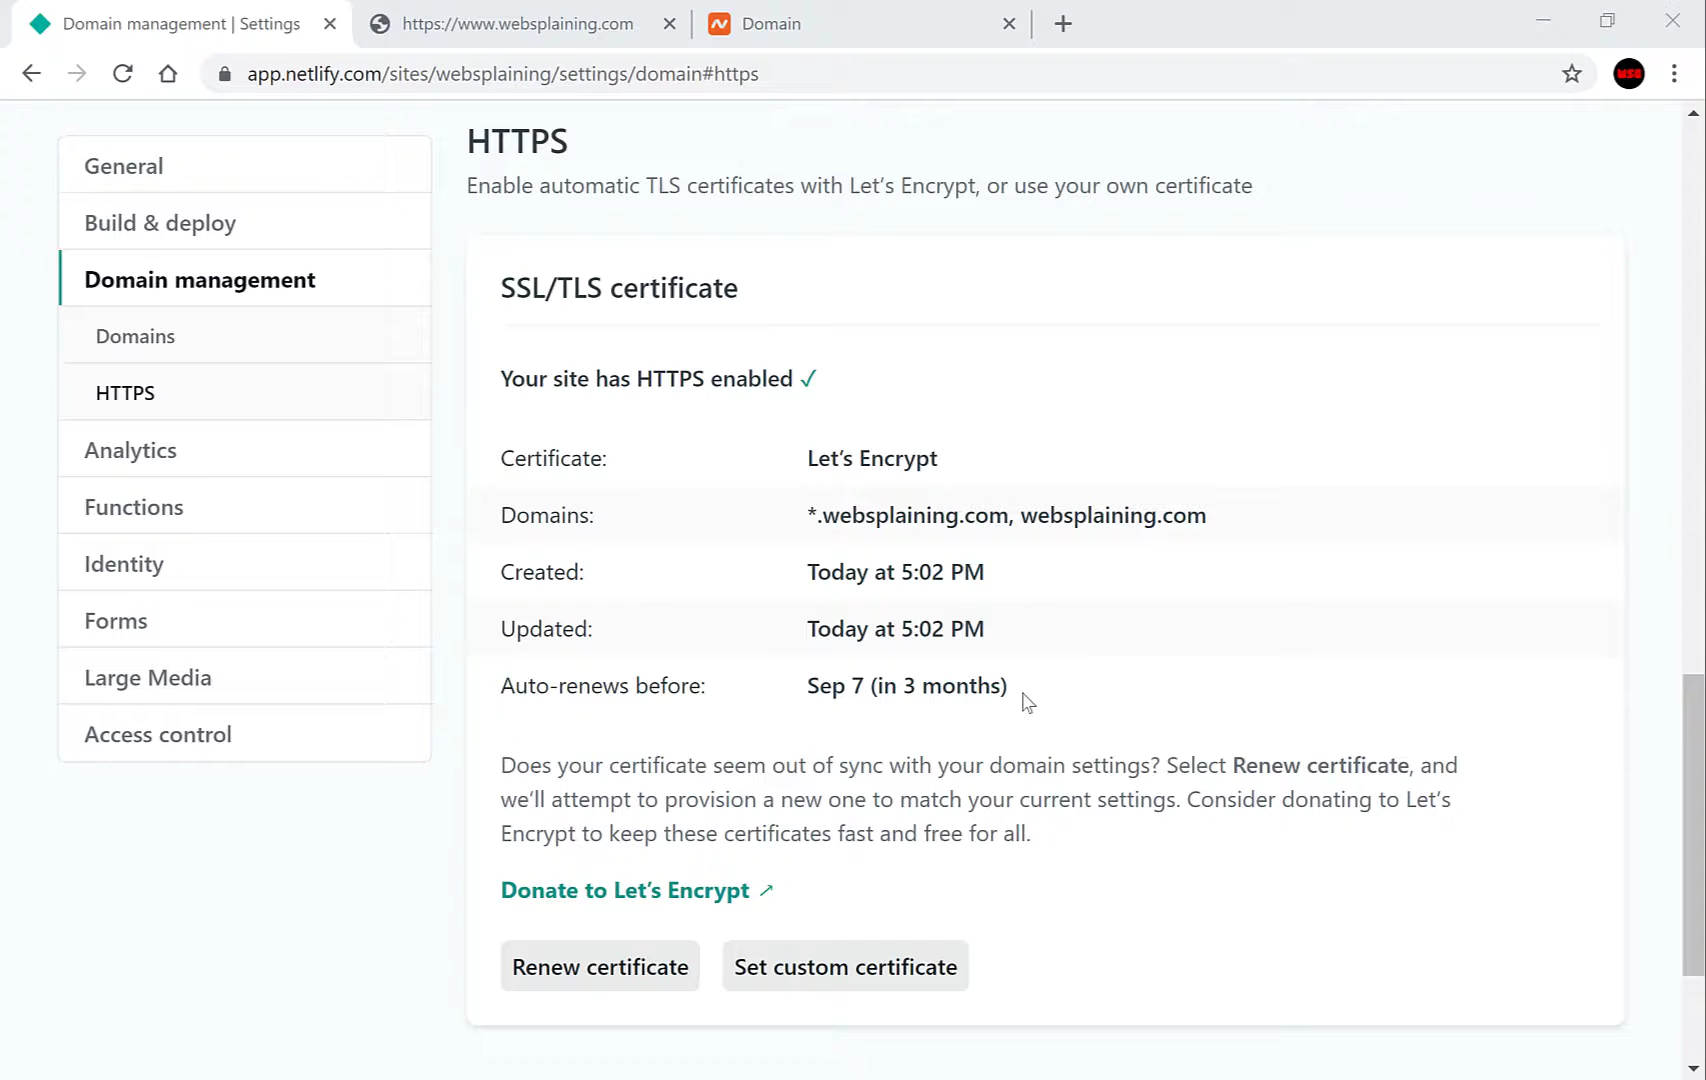 Domain management | Settings
https://www.websplaining.com
Domain
app.netlify.com/sites/websplaining/settings/domain#https
WSG
General
Build & deploy
Domain management
Domains
HTTPS
Analytics
Functions
Identity
Forms
Large Media
Access control
HTTPS
Enable automatic TLS certificates with Let’s Encrypt, or use your own certificate
SSL/TLS certificate
Your site has HTTPS enabled ✓
Certificate: Let’s Encrypt
Domains: *.websplaining.com, websplaining.com
Created: Today at 5:02 PM
Updated: Today at 5:02 PM
Auto-renews before: Sep 7 (in 3 months)
Does your certificate seem out of sync with your domain settings? Select Renew certificate, and
we’ll attempt to provision a new one to match your current settings. Consider donating to Let’s
Encrypt to keep these certificates fast and free for all.
Donate to Let’s Encrypt ↗
Renew certificate
Set custom certificate